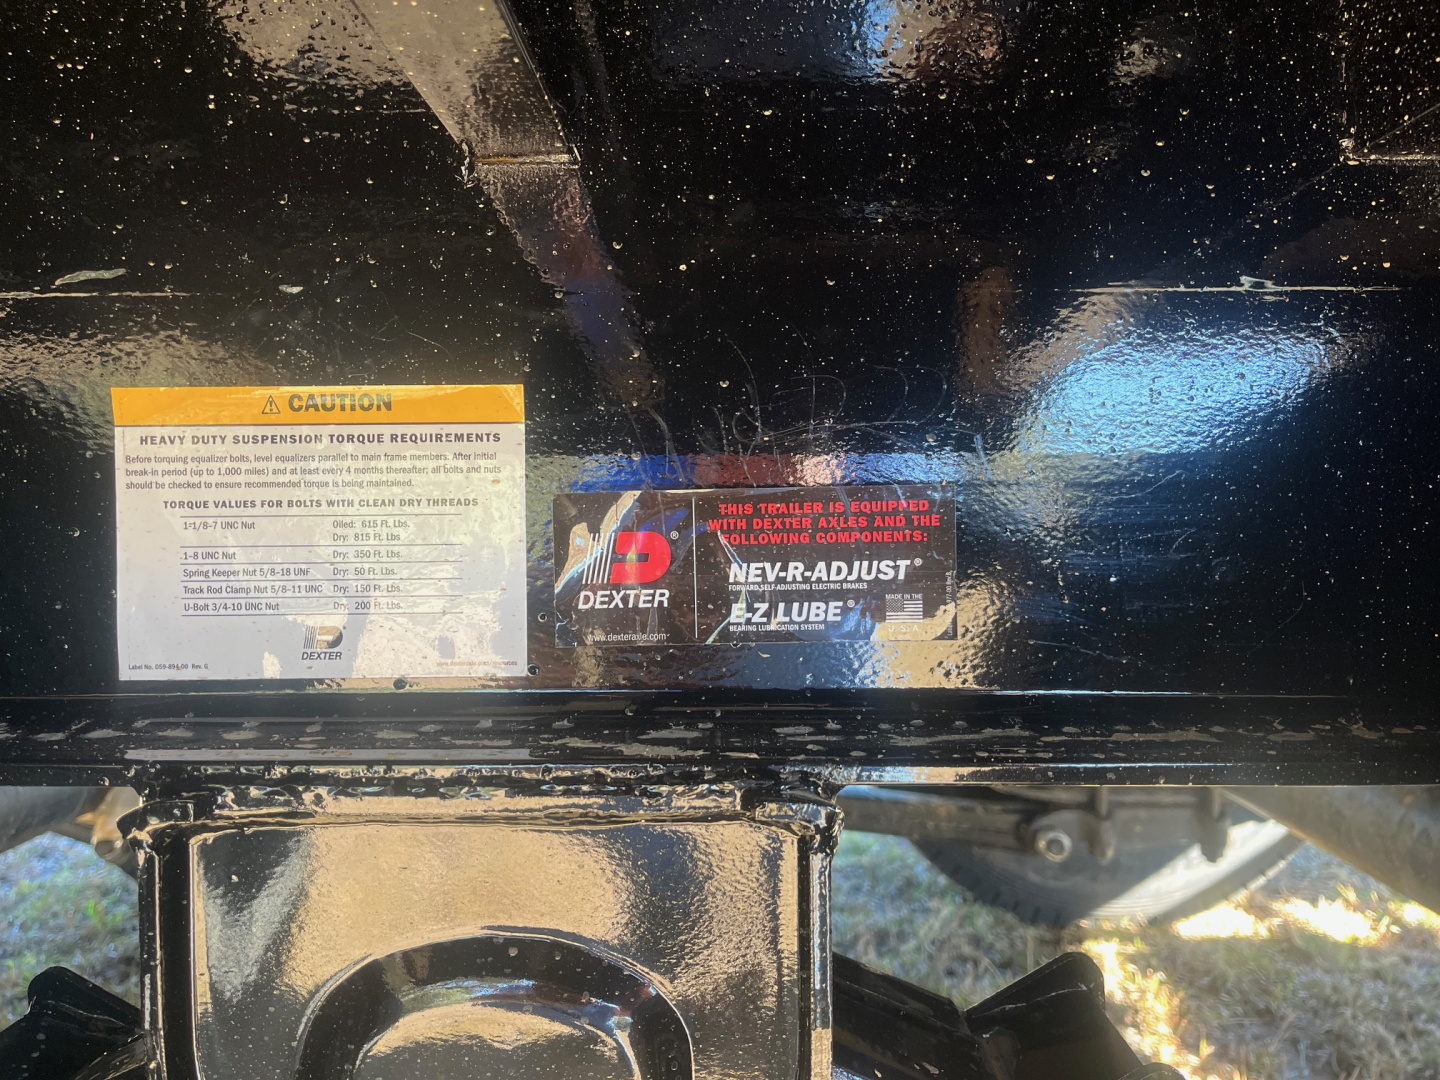 ⚠ CAUTION
HEAVY DUTY SUSPENSION TORQUE REQUIREMENTS
Before torquing equalizer bolts, level equalizers parallel to main frame members. After initial
break-in period (up to 1,000 miles) and at least every 4 months thereafter; all bolts and nuts
should be checked to ensure recommended torque is being maintained.
TORQUE VALUES FOR BOLTS WITH CLEAN DRY THREADS
1-1/8-7 UNC Nut Oiled: 615 Ft. Lbs.
Dry: 815 Ft. Lbs.
1-8 UNC Nut Dry: 350 Ft. Lbs.
Spring Keeper Nut 5/8-18 UNF Dry: 50 Ft. Lbs.
Track Rod Clamp Nut 5/8-11 UNC Dry: 150 Ft. Lbs.
U-Bolt 3/4-10 UNC Nut Dry: 200 Ft. Lbs.
DEXTER
Label No. 059-894-00 Rev. G
THIS TRAILER IS EQUIPPED
WITH DEXTER AXLES AND THE
FOLLOWING COMPONENTS:
D®
DEXTER
www.dexteraxle.com
NEV-R-ADJUST®
FORWARD SELF-ADJUSTING ELECTRIC BRAKES
E-Z LUBE®
BEARING LUBRICATION SYSTEM
MADE IN THE
U.S.A.